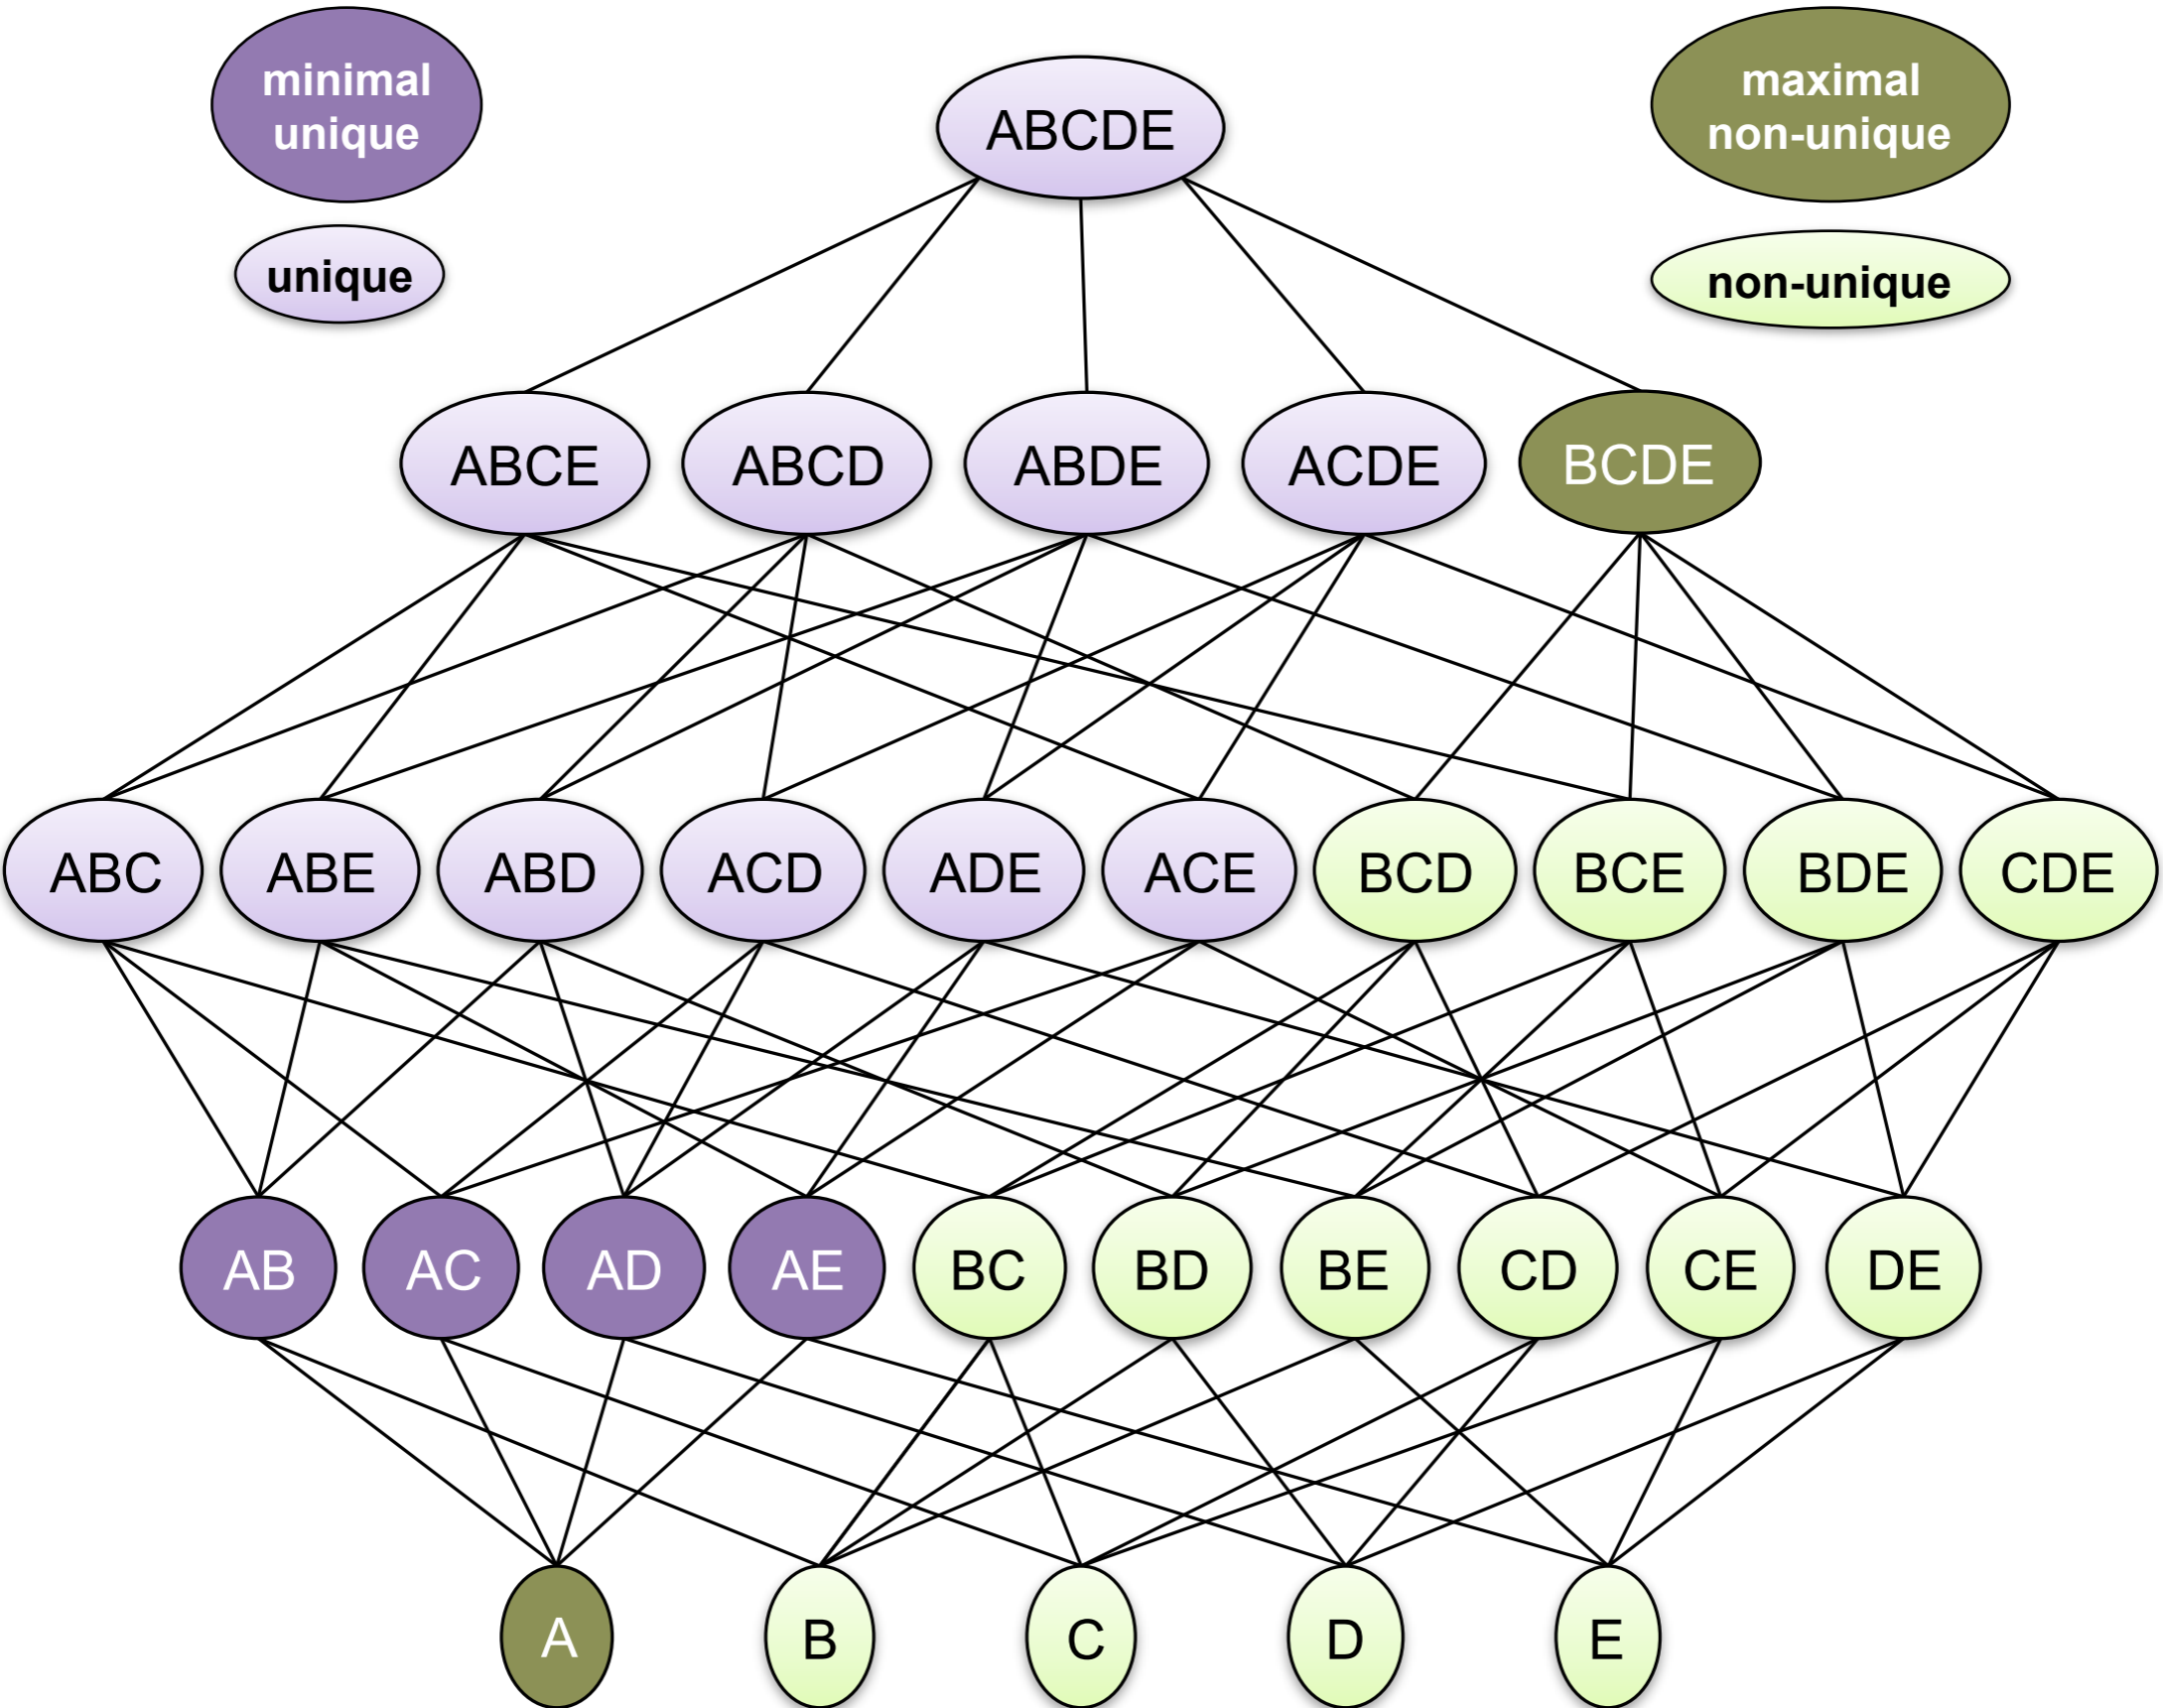 minimal
unique
unique
maximal
non-unique
non-unique
ABCDE
ABCE ABCD ABDE ACDE BCDE
ABC ABE ABD ACD ADE ACE BCD BCE BDE CDE
AB AC AD AE BC BD BE CD CE DE
A B C D E